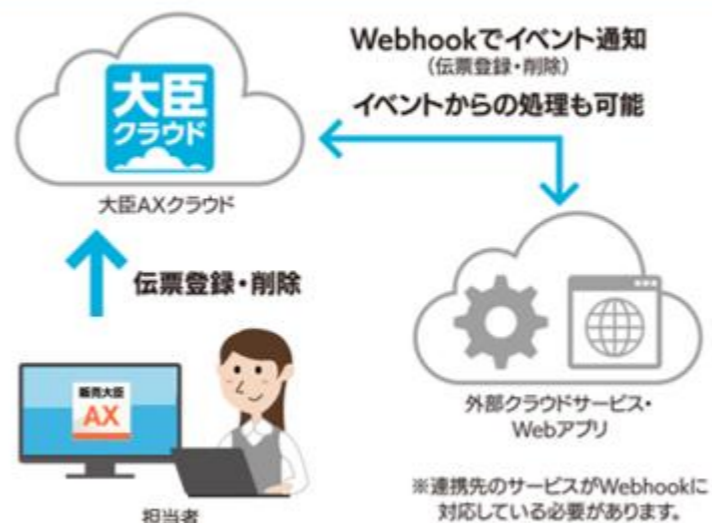 Webhookでイベント通知
（伝票登録・削除）
イベントからの処理も可能
大臣
クラウド
大臣AXクラウド
伝票登録・削除
販売大臣
AX
担当者
外部クラウドサービス・
Webアプリ
※連携先のサービスがWebhookに
対応している必要があります。